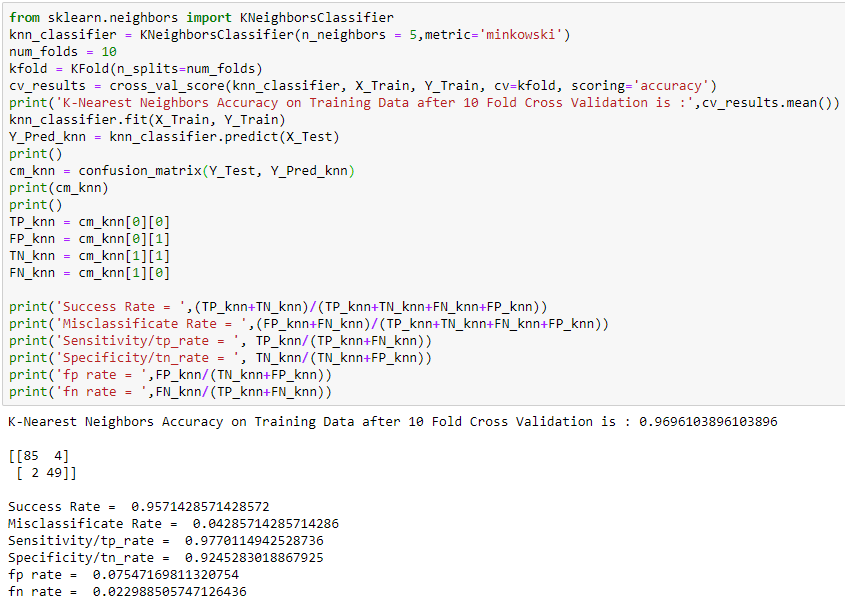 from sklearn.neighbors import KNeighborsClassifier
knn_classifier = KNeighborsClassifier(n_neighbors = 5,metric='minkowski')
num_folds = 10
kfold = KFold(n_splits=num_folds)
cv_results = cross_val_score(knn_classifier, X_Train, Y_Train, cv=kfold, scoring='accuracy')
print('K-Nearest Neighbors Accuracy on Training Data after 10 Fold Cross Validation is :',cv_results.mean())
knn_classifier.fit(X_Train, Y_Train)
Y_Pred_knn = knn_classifier.predict(X_Test)
print()
cm_knn = confusion_matrix(Y_Test, Y_Pred_knn)
print(cm_knn)
print()
TP_knn = cm_knn[0][0]
FP_knn = cm_knn[0][1]
TN_knn = cm_knn[1][1]
FN_knn = cm_knn[1][0]

print('Success Rate = ',(TP_knn+TN_knn)/(TP_knn+TN_knn+FN_knn+FP_knn))
print('Misclassificate Rate = ',(FP_knn+FN_knn)/(TP_knn+TN_knn+FN_knn+FP_knn))
print('Sensitivity/tp_rate = ', TP_knn/(TP_knn+FN_knn))
print('Specificity/tn_rate = ', TN_knn/(TN_knn+FP_knn))
print('fp rate = ',FP_knn/(TN_knn+FP_knn))
print('fn rate = ',FN_knn/(TP_knn+FN_knn))
K-Nearest Neighbors Accuracy on Training Data after 10 Fold Cross Validation is : 0.9696103896103896

[[85  4]
 [ 2 49]]

Success Rate =  0.9571428571428572
Misclassificate Rate =  0.04285714285714286
Sensitivity/tp_rate =  0.9770114942528736
Specificity/tn_rate =  0.9245283018867925
fp rate =  0.07547169811320754
fn rate =  0.022988505747126436